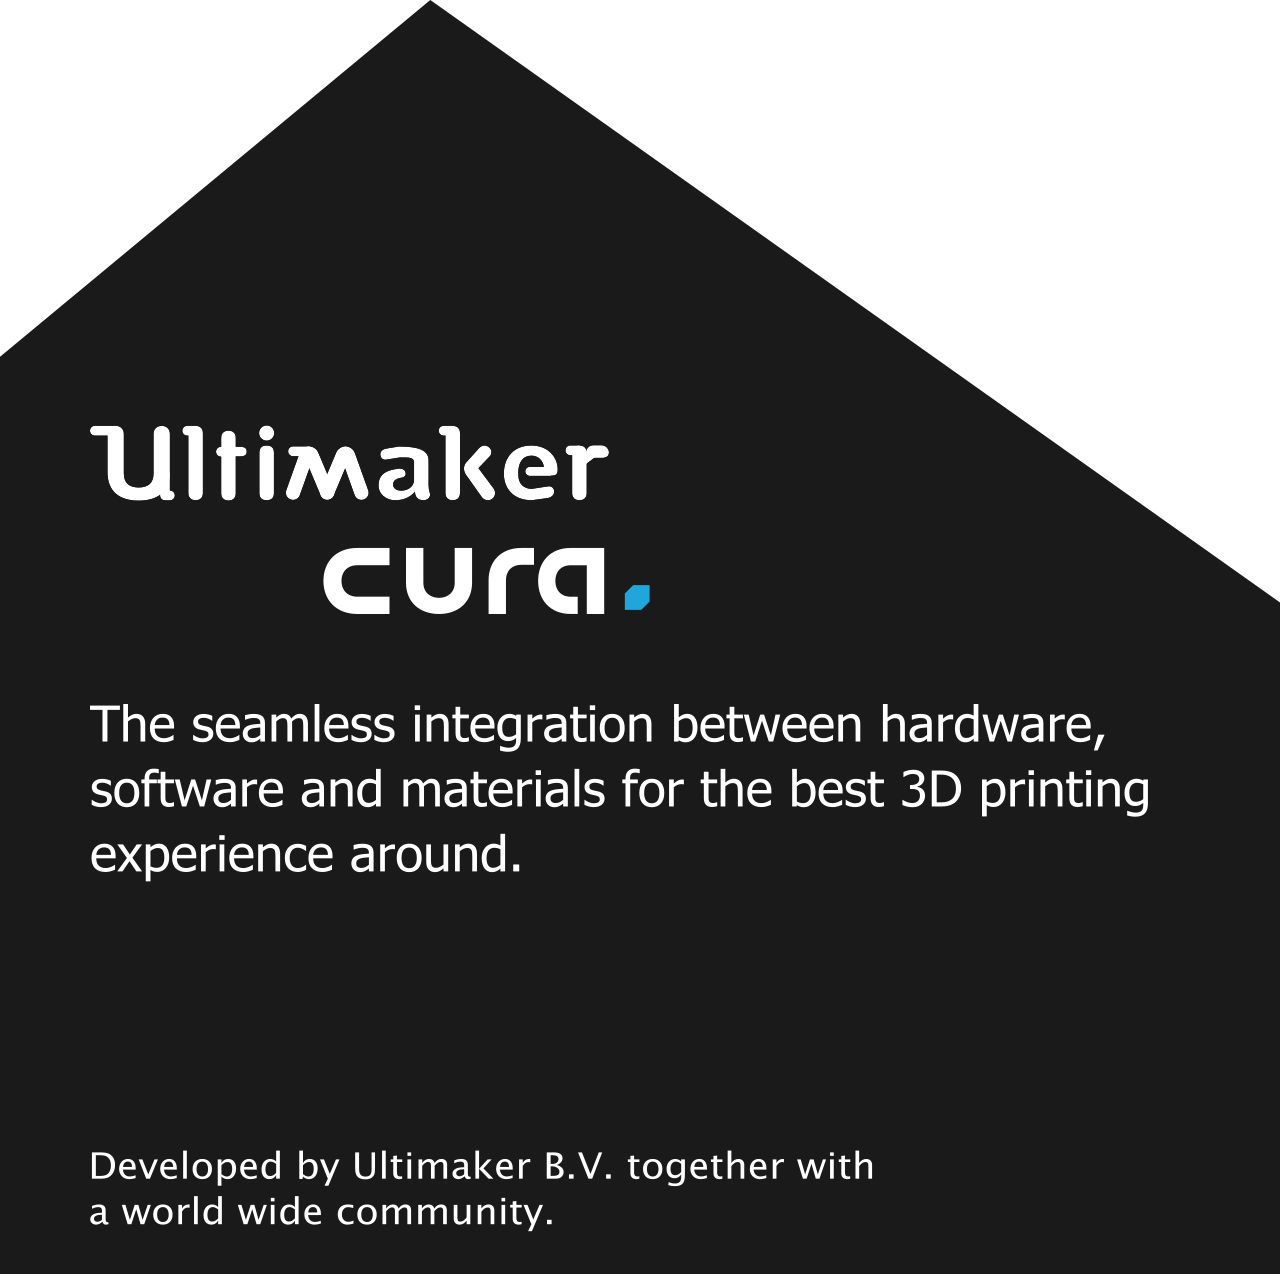 Ultimaker
cura.
The seamless integration between hardware,
software and materials for the best 3D printing
experience around.
Developed by Ultimaker B.V. together with
a world wide community.